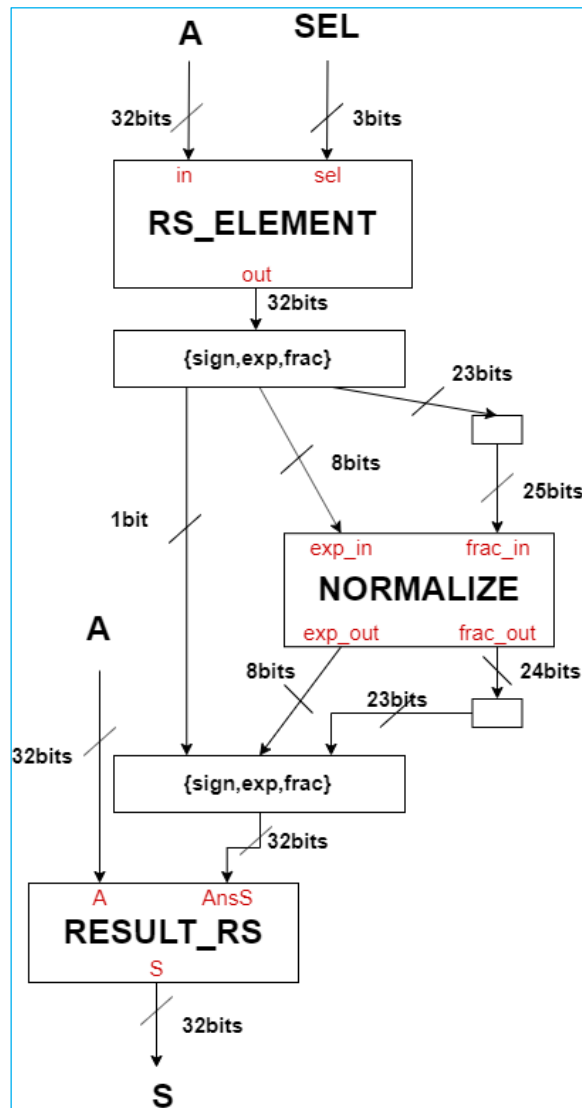 A
SEL
32bits
3bits
in
sel
RS_ELEMENT
out
32bits
{sign,exp,frac}
23bits
8bits
25bits
1bit
exp_in
frac_in
NORMALIZE
exp_out
frac_out
A
8bits
24bits
23bits
32bits
{sign,exp,frac}
32bits
A
AnsS
RESULT_RS
S
32bits
S